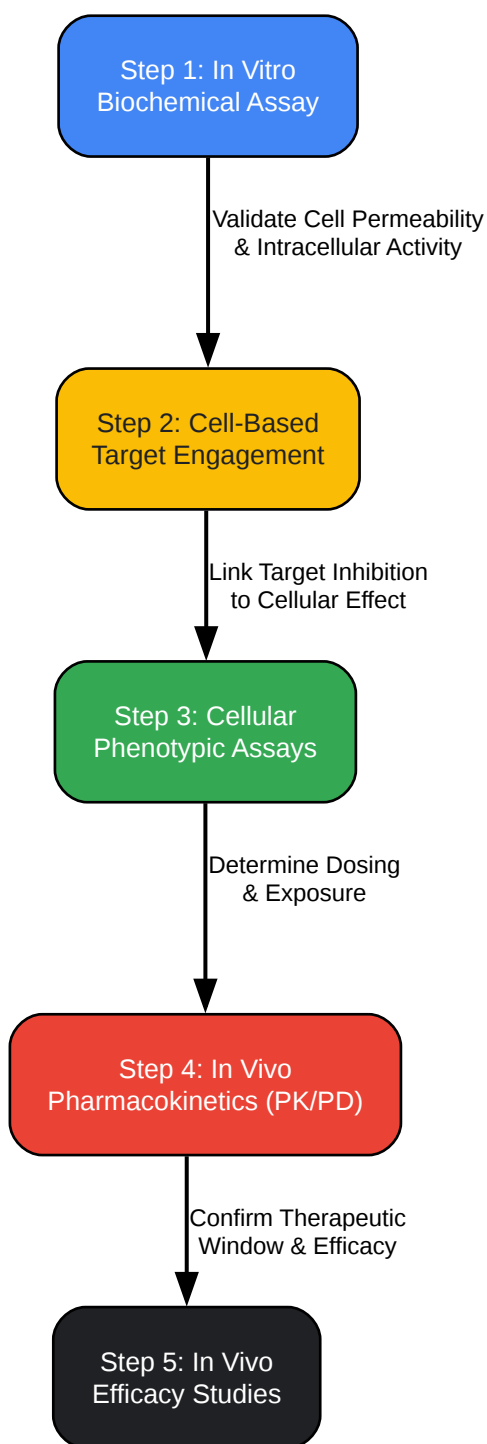 Step 1: In Vitro
Biochemical Assay
Validate Cell Permeability
& Intracellular Activity
Step 2: Cell-Based
Target Engagement
Link Target Inhibition
to Cellular Effect
Step 3: Cellular
Phenotypic Assays
Determine Dosing
& Exposure
Step 4: In Vivo
Pharmacokinetics (PK/PD)
Confirm Therapeutic
Window & Efficacy
Step 5: In Vivo
Efficacy Studies